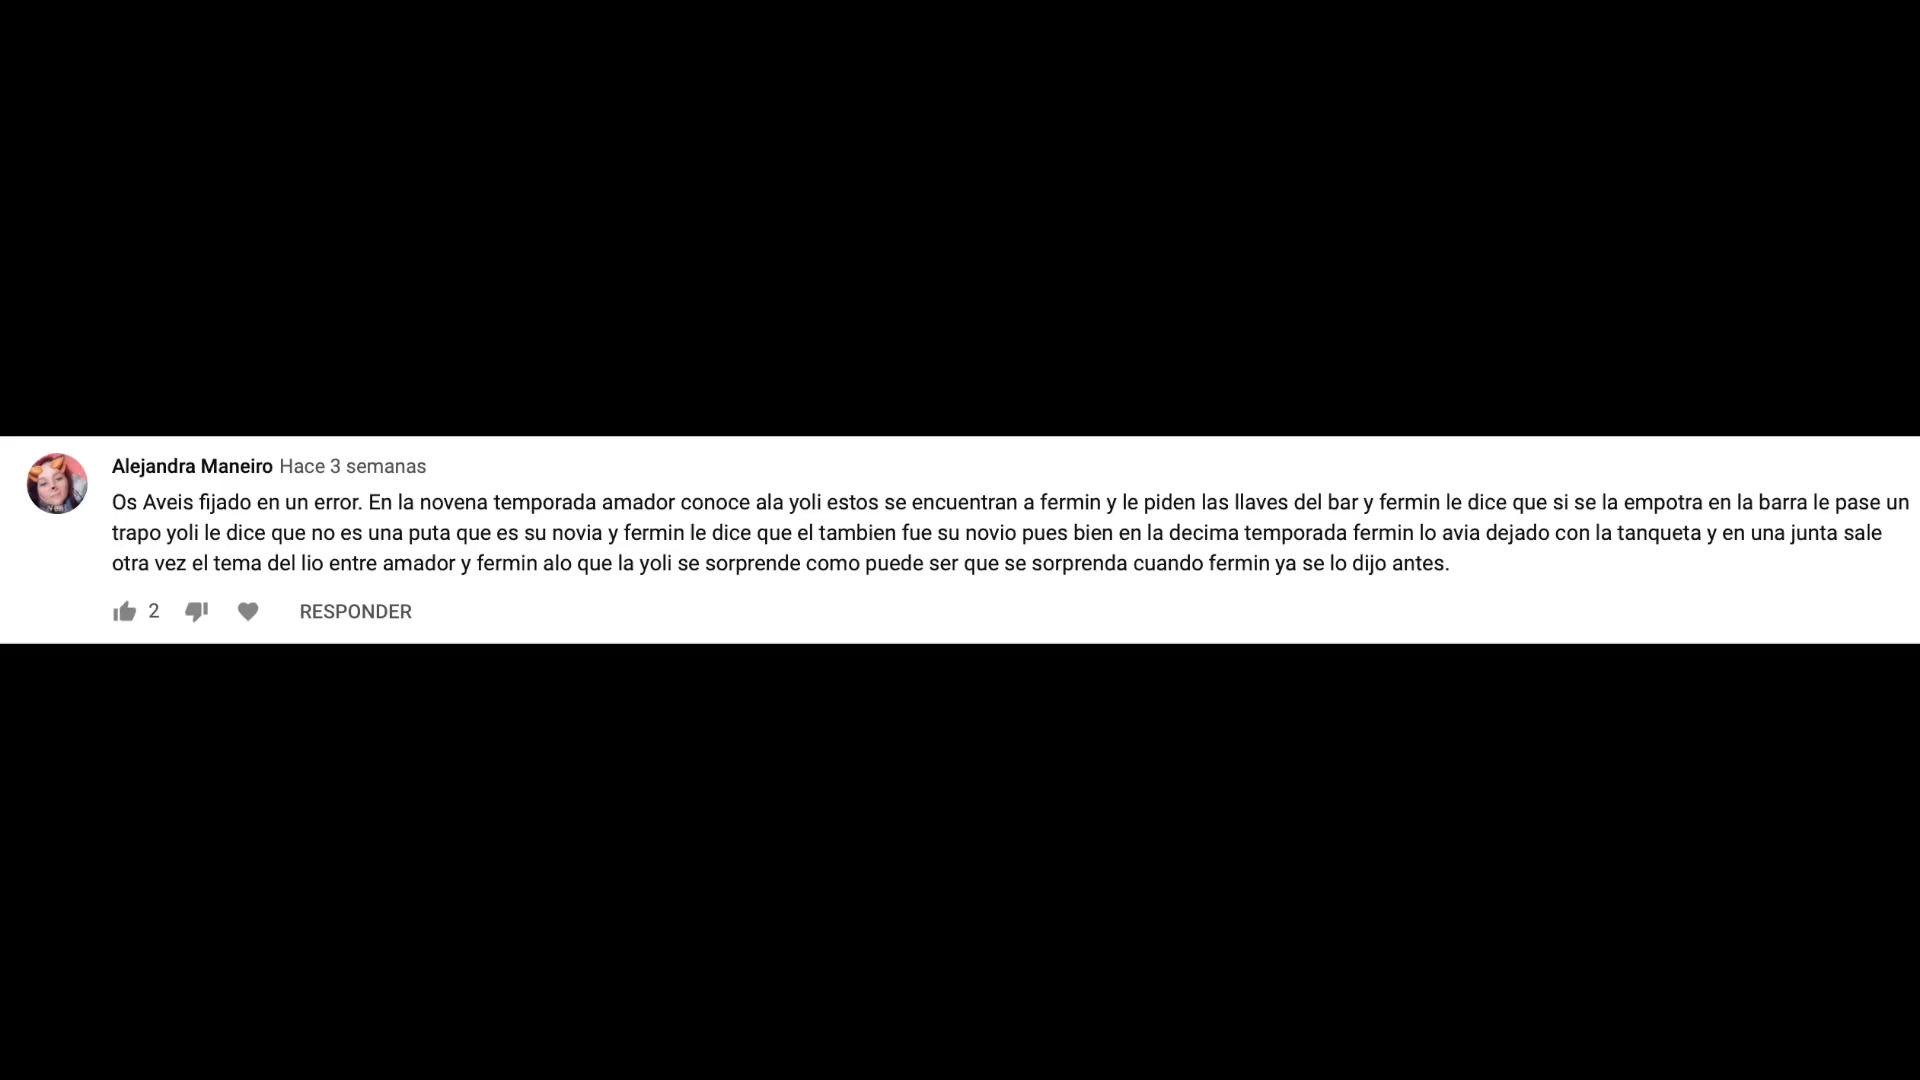 Alejandra Maneiro Hace 3 semanas
Os Aveis fijado en un error. En la novena temporada amador conoce ala yoli estos se encuentran a fermin y le piden las llaves del bar y fermin le dice que si se la empotra en la barra le pase un
trapo yoli le dice que no es una puta que es su novia y fermin le dice que el tambien fue su novio pues bien en la decima temporada fermin lo avia dejado con la tanqueta y en una junta sale
otra vez el tema del lio entre amador y fermin alo que la yoli se sorprende como puede ser que se sorprenda cuando fermin ya se lo dijo antes.
2 RESPONDER